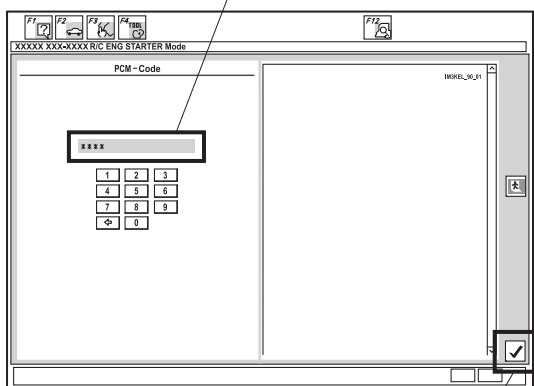 F1 F2 F3 F4 TOOL F12
XXXXX XXX-XXXX R/C ENG STARTER Mode
PCM-Code
IMSKEL_90_01
****
1 2 3
4 5 6
7 8 9
0